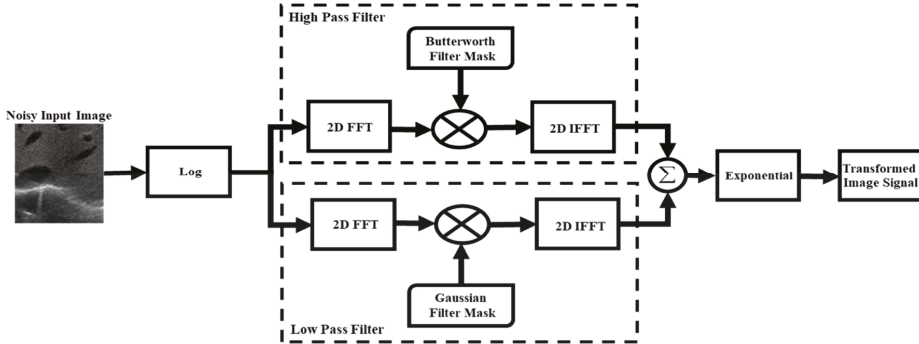 High Pass Filter
Butterworth
Filter Mask
Noisy Input Image
2D FFT
2D IFFT
Log
Σ
Exponential
Transformed
Image Signal
2D FFT
2D IFFT
Gaussian
Filter Mask
Low Pass Filter